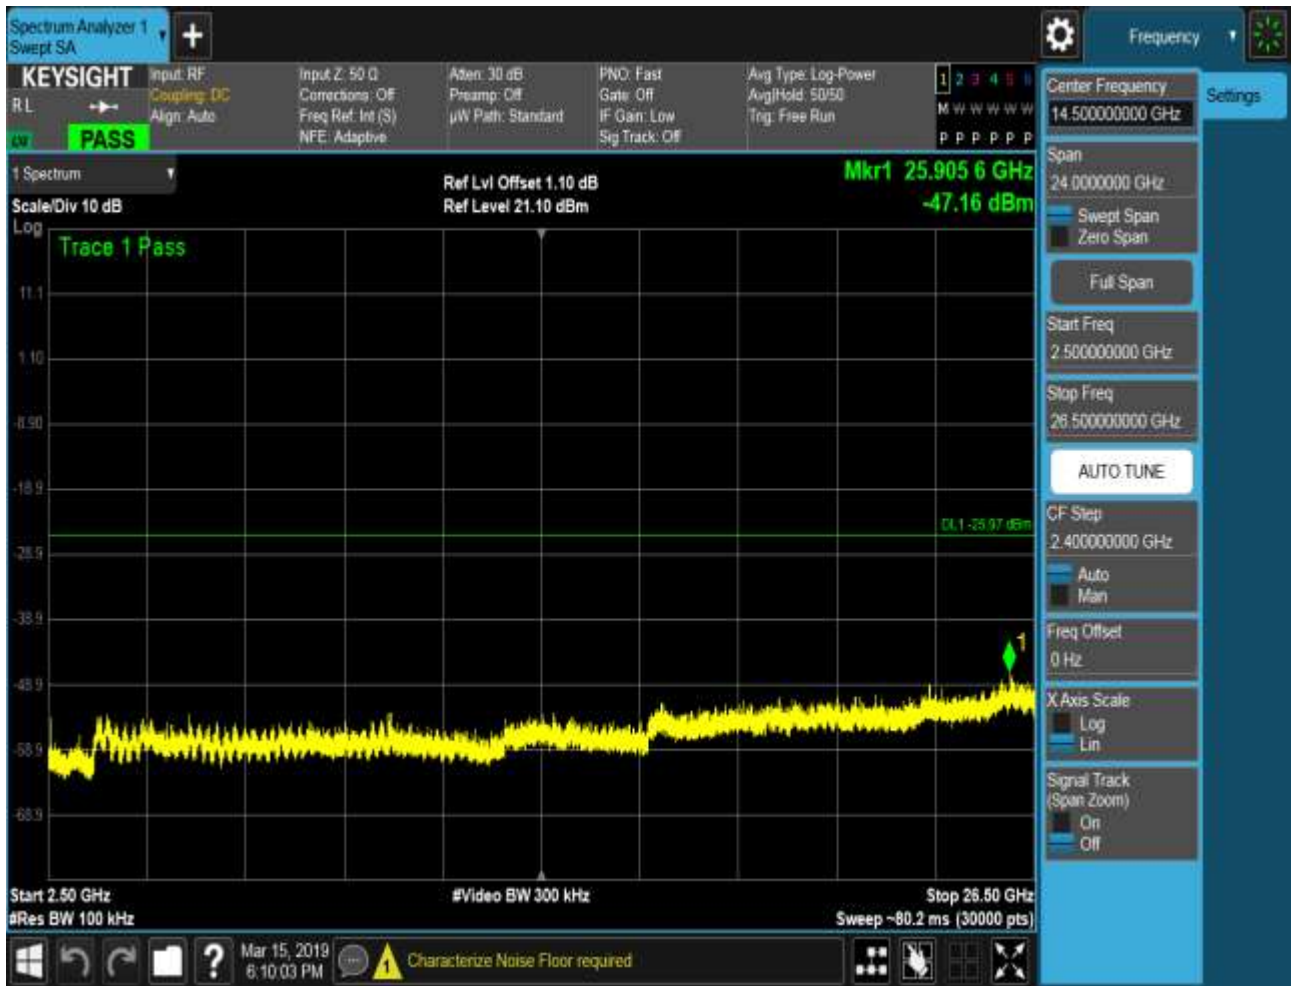 Spectrum Analyzer 1
Swept SA
Frequency
KEYSIGHT
R L
PASS
Input: RF
Coupling: DC
Align: Auto
Input Z: 50 Ω
Corrections: Off
Freq Ref: Int (S)
NFE: Adaptive
Atten: 30 dB
Preamp: Off
µW Path: Standard
PNO: Fast
Gate: Off
IF Gain: Low
Sig Track: Off
Avg Type: Log-Power
Avg|Hold: 50/50
Trig: Free Run
1 2 3 4 5 6
M W W W W W
P P P P P P
1 Spectrum
Scale/Div 10 dB
Ref Lvl Offset 1.10 dB
Ref Level 21.10 dBm
Mkr1 25.905 6 GHz
-47.16 dBm
Log
Trace 1 Pass
11.1
1.10
-8.90
-18.9
DL1 -25.97 dBm
-28.9
-38.9
1
-48.9
-58.9
-68.9
Start 2.50 GHz
#Video BW 300 kHz
Stop 26.50 GHz
#Res BW 100 kHz
Sweep ~80.2 ms (30000 pts)
Center Frequency
14.500000000 GHz
Settings
Span
24.0000000 GHz
Swept Span
Zero Span
Full Span
Start Freq
2.500000000 GHz
Stop Freq
26.500000000 GHz
AUTO TUNE
CF Step
2.400000000 GHz
Auto
Man
Freq Offset
0 Hz
X Axis Scale
Log
Lin
Signal Track
(Span Zoom)
On
Off
?
Mar 15, 2019
6:10:03 PM
1
Characterize Noise Floor required